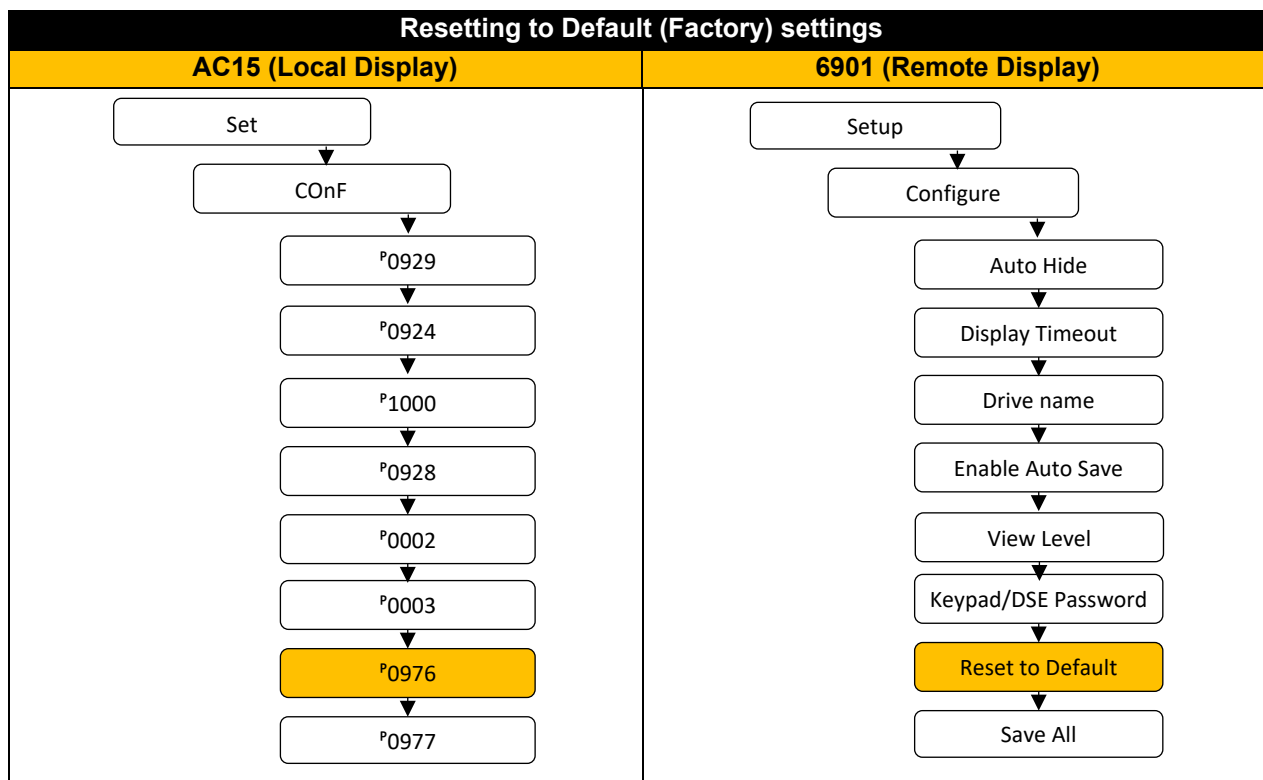 Resetting to Default (Factory) settings
AC15 (Local Display)
6901 (Remote Display)
Set
COnF
ᴾ0929
ᴾ0924
ᴾ1000
ᴾ0928
ᴾ0002
ᴾ0003
ᴾ0976
ᴾ0977
Setup
Configure
Auto Hide
Display Timeout
Drive name
Enable Auto Save
View Level
Keypad/DSE Password
Reset to Default
Save All